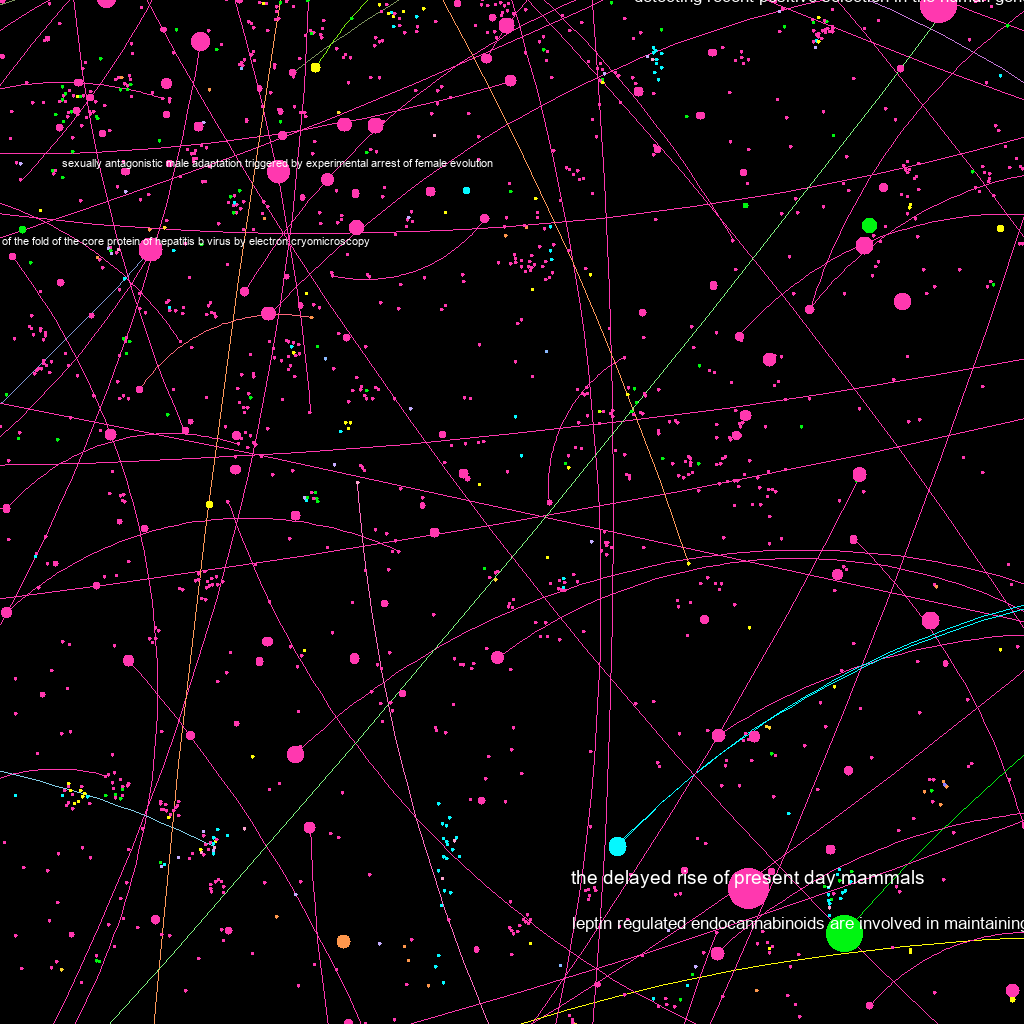 detecting recent positive selection in the human
sexually antagonistic male adaptation triggered by experimental arrest of female evolution
of the fold of the core protein of hepatitis b virus by electron cryomicroscopy
the delayed rise of present day mammals
leptin regulated endocannabinoids are involved in maintaining